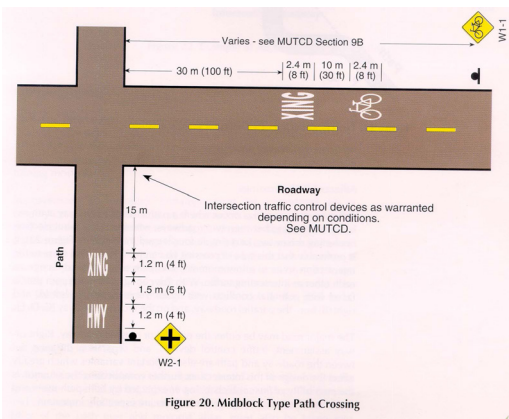 W1-1
Varies - see MUTCD Section 9B
30 m (100 ft)
2.4 m
(8 ft)
10 m
(30 ft)
2.4 m
(8 ft)
XING
Roadway
Intersection traffic control devices as warranted
depending on conditions.
See MUTCD.
15 m
Path
XING
1.2 m (4 ft)
1.5 m (5 ft)
HWY
1.2 m (4 ft)
W2-1
Figure 20. Midblock Type Path Crossing